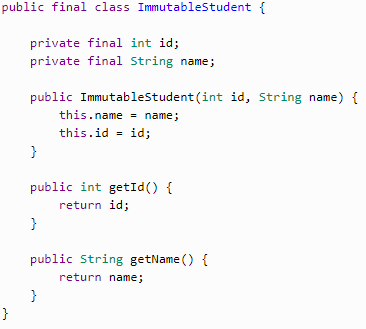 public final class ImmutableStudent {
    private final int id;
    private final String name;
    public ImmutableStudent(int id, String name) {
        this.name = name;
        this.id = id;
    }
    public int getId() {
        return id;
    }
    public String getName() {
        return name;
    }
}